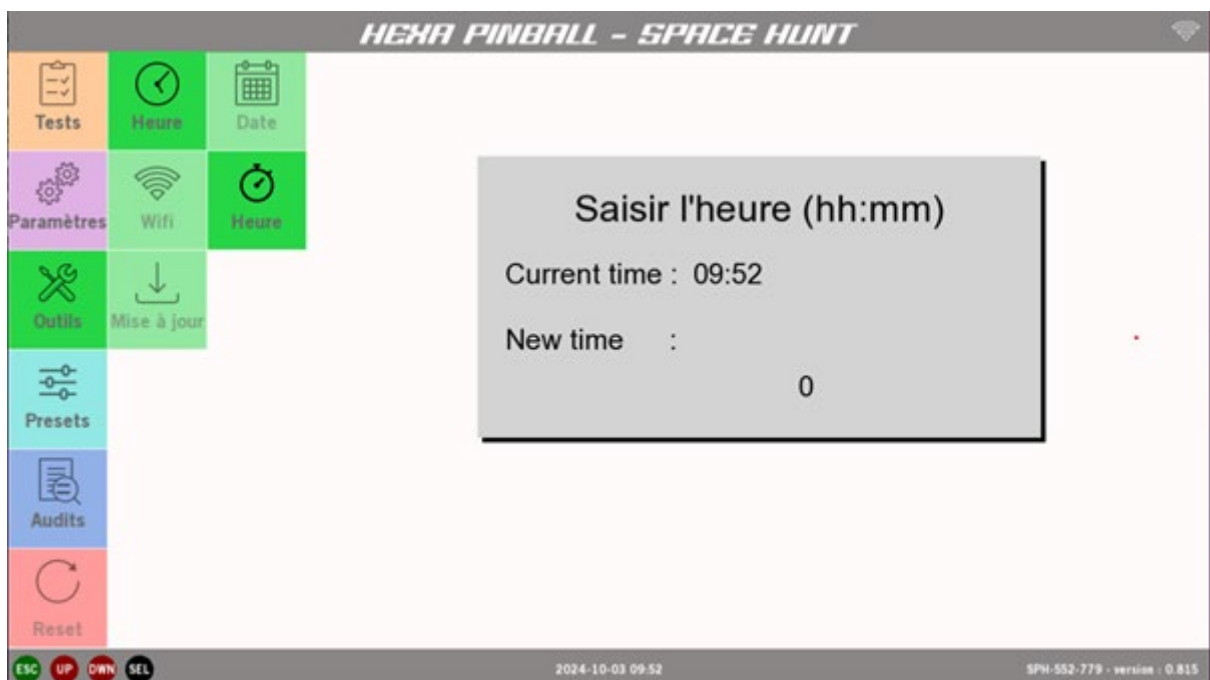 HEXA PINBALL - SPACE HUNT
Tests
Heure
Date
Paramètres
Wifi
Heure
Outils
Mise à jour
Presets
Audits
Reset
Saisir l'heure (hh:mm)
Current time : 09:52
New time :
0
ESC UP DWN SEL
2024-10-03 09:52
SPH-552-779 - version : 0.815